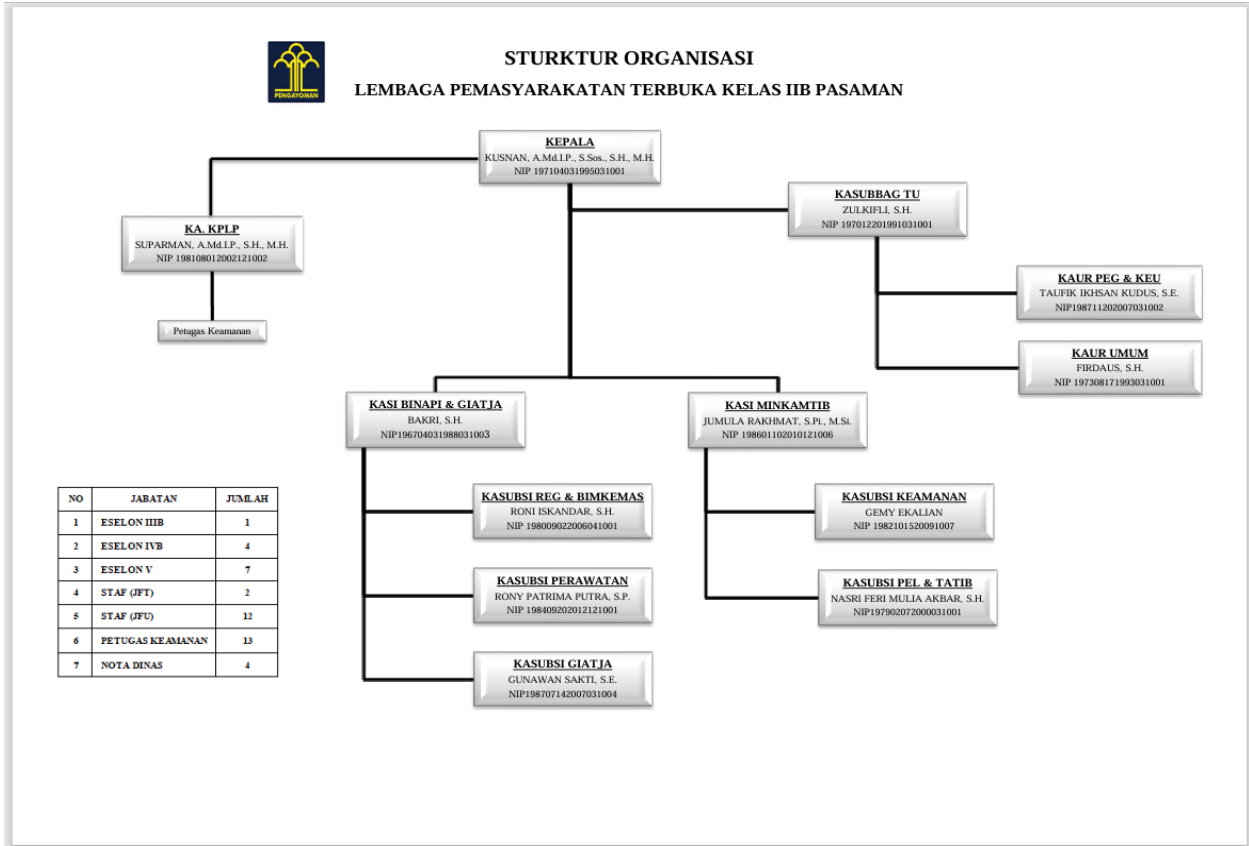 PENGAYOMAN
STURKTUR ORGANISASI
LEMBAGA PEMASYARAKATAN TERBUKA KELAS IIB PASAMAN
KEPALA
KUSNAN, A.Md.I.P., S.Sos., S.H., M.H.
NIP 197104031995031001
KASUBBAG TU
ZULKIFLI, S.H.
NIP 197012201991031001
KA. KPLP
SUPARMAN, A.Md.I.P., S.H., M.H.
NIP 198108012002121002
Petugas Keamanan
KAUR PEG & KEU
TAUFIK IKHSAN KUDUS, S.E.
NIP198711202007031002
KAUR UMUM
FIRDAUS, S.H.
NIP 197308171993031001
KASI BINAPI & GIATJA
BAKRI, S.H.
NIP196704031988031003
KASI MINKAMTIB
JUMULA RAKHMAT, S.Pi., M.Si.
NIP 198601102010121006
KASUBSI REG & BIMKEMAS
RONI ISKANDAR, S.H.
NIP 198009022006041001
KASUBSI PERAWATAN
RONY PATRIMA PUTRA, S.P.
NIP 198409202012121001
KASUBSI GIATJA
GUNAWAN SAKTI, S.E.
NIP198707142007031004
KASUBSI KEAMANAN
GEMY EKALIAN
NIP 1982101520091007
KASUBSI PEL & TATIB
NASRI FERI MULIA AKBAR, S.H.
NIP197902072000031001
NO JABATAN JUMLAH
1 ESELON IIIB 1
2 ESELON IVB 4
3 ESELON V 7
4 STAF (JFT) 2
5 STAF (JFU) 12
6 PETUGAS KEAMANAN 13
7 NOTA DINAS 4